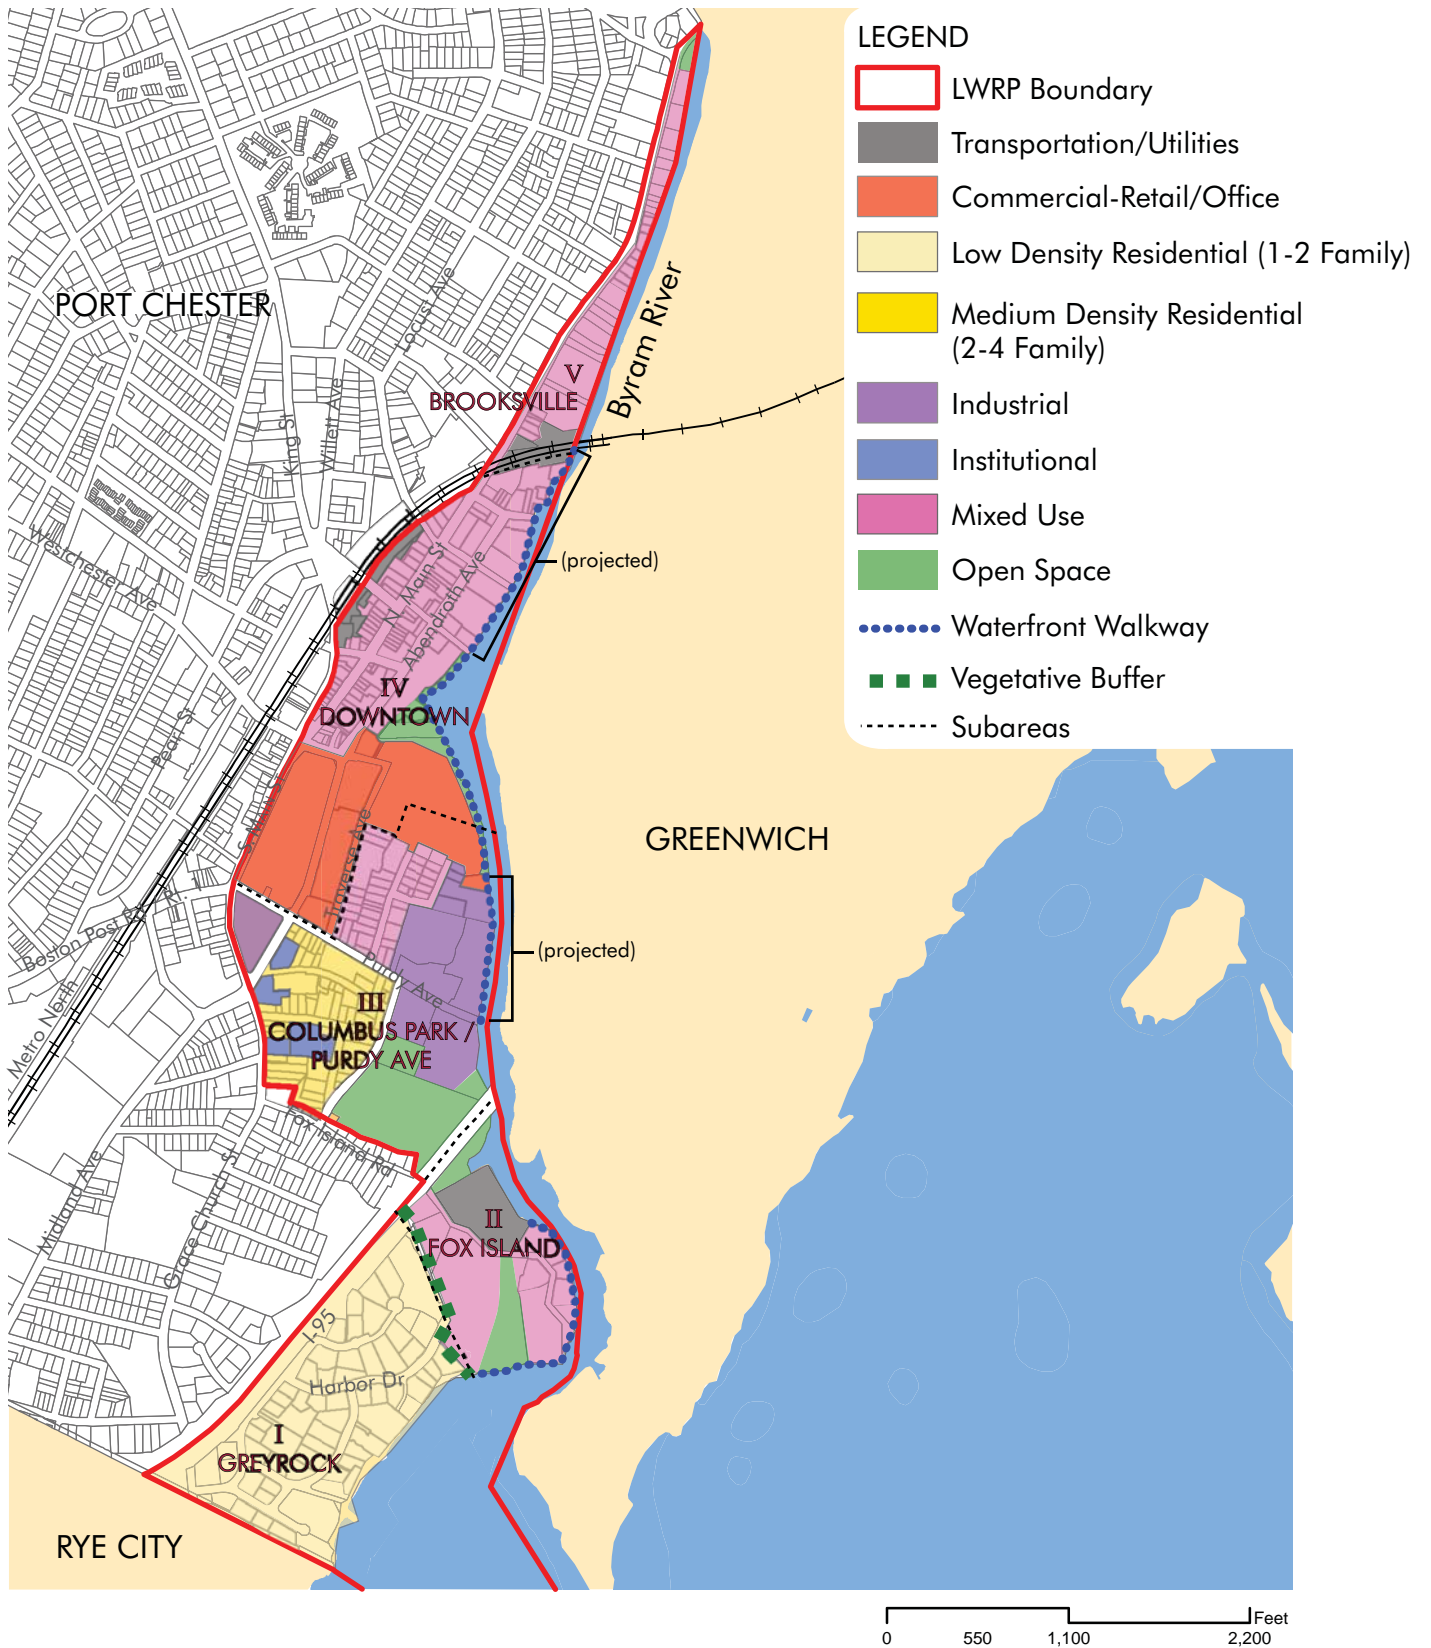 LEGEND
LWRP Boundary
Transportation/Utilities
Commercial-Retail/Office
Low Density Residential (1-2 Family)
Medium Density Residential
(2-4 Family)
Industrial
Institutional
Mixed Use
Open Space
Waterfront Walkway
Vegetative Buffer
Subareas
PORT CHESTER
Locust Ave
Byram River
V
BROOKSVILLE
King St
Willett Ave
Westchester Ave
(projected)
N. Main St
Abendroth Ave
IV
DOWNTOWN
Pearl St
S. Main St
Traverse Ave
GREENWICH
Boston Post Rd
Rt. 1
(projected)
Purdy Ave
Metro North
III
COLUMBUS PARK /
PURDY AVE
Fox Island Rd
Midland Ave
Grace Church St
II
FOX ISLAND
I-95
Harbor Dr
I
GREYROCK
RYE CITY
Feet
0 550 1,100 2,200